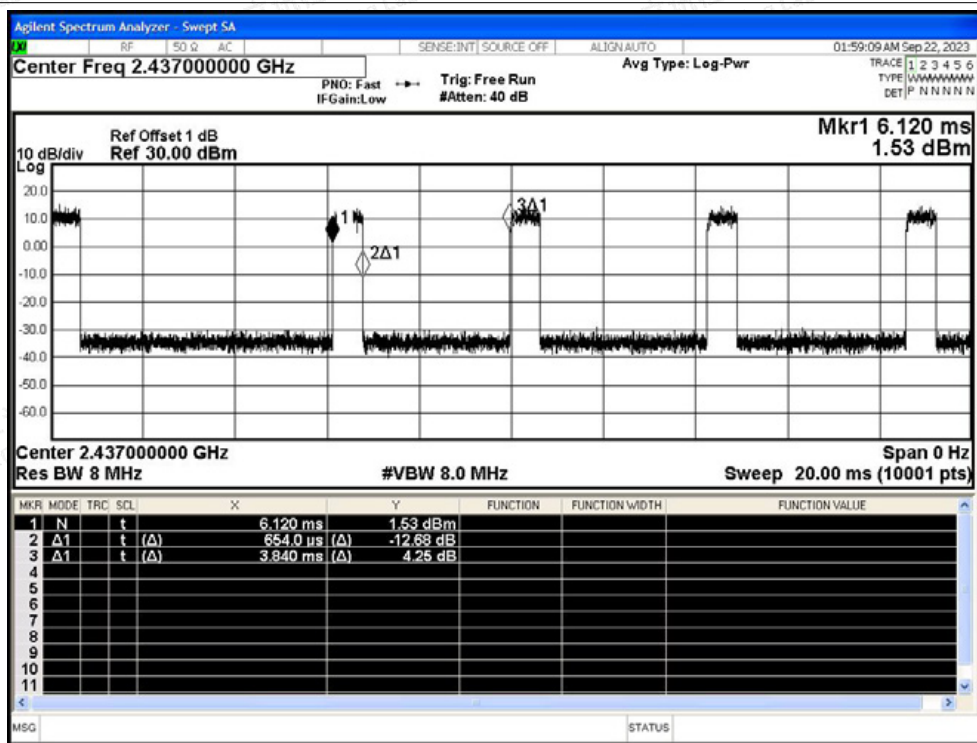 Agilent Spectrum Analyzer - Swept SA
RF 50 Ω AC SENSE:INT SOURCE OFF ALIGN AUTO 01:59:09 AM Sep 22, 2023
Center Freq 2.437000000 GHz
PNO: Fast
IFGain:Low
Trig: Free Run
#Atten: 40 dB
Avg Type: Log-Pwr
TRACE 1 2 3 4 5 6
TYPE WWWWWW
DET P N N N N N
Mkr1 6.120 ms
1.53 dBm
Ref Offset 1 dB
10 dB/div Ref 30.00 dBm
Log
20.0
10.0
0.00
-10.0
-20.0
-30.0
-40.0
-50.0
-60.0
1
2Δ1
3Δ1
Center 2.437000000 GHz Span 0 Hz
Res BW 8 MHz #VBW 8.0 MHz Sweep 20.00 ms (10001 pts)
MKR MODE TRC SCL X Y FUNCTION FUNCTION WIDTH FUNCTION VALUE
1 N t 6.120 ms 1.53 dBm
2 Δ1 t (Δ) 654.0 µs (Δ) -12.68 dB
3 Δ1 t (Δ) 3.840 ms (Δ) 4.25 dB
4
5
6
7
8
9
10
11
MSG STATUS